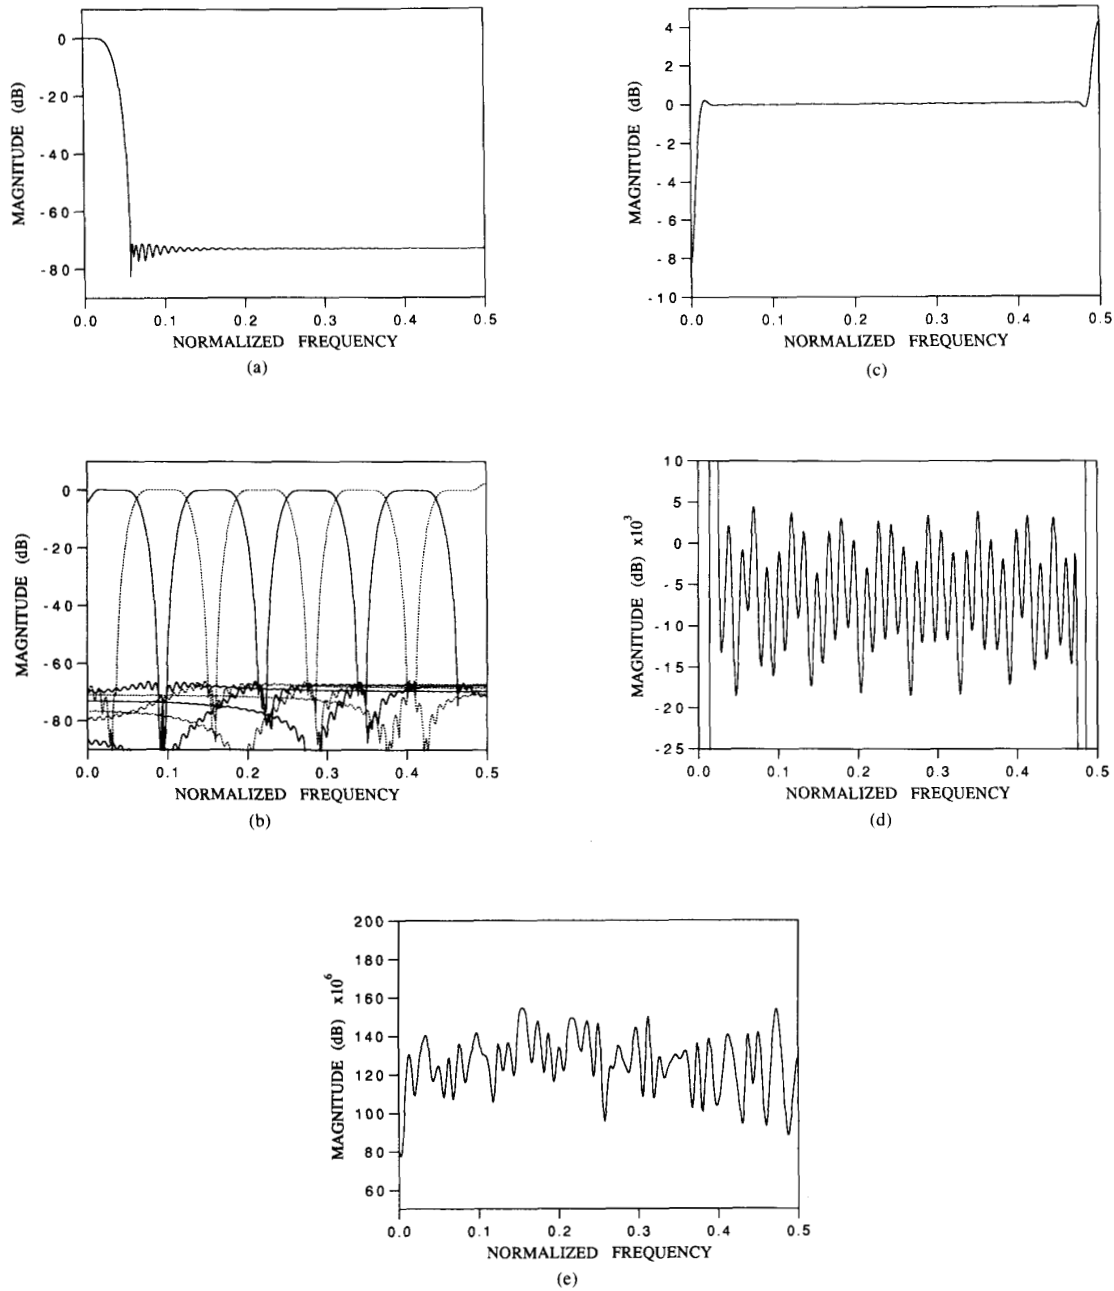 0
-20
-40
-60
-80
MAGNITUDE (dB)
0.0 0.1 0.2 0.3 0.4 0.5
NORMALIZED FREQUENCY
(a)
4
2
0
-2
-4
-6
-8
-10
MAGNITUDE (dB)
0.0 0.1 0.2 0.3 0.4 0.5
NORMALIZED FREQUENCY
(c)
0
-20
-40
-60
-80
MAGNITUDE (dB)
0.0 0.1 0.2 0.3 0.4 0.5
NORMALIZED FREQUENCY
(b)
10
5
0
-5
-10
-15
-20
-25
MAGNITUDE (dB) x10³
0.0 0.1 0.2 0.3 0.4 0.5
NORMALIZED FREQUENCY
(d)
200
180
160
140
120
100
80
60
MAGNITUDE (dB) x10⁶
0.0 0.1 0.2 0.3 0.4 0.5
NORMALIZED FREQUENCY
(e)